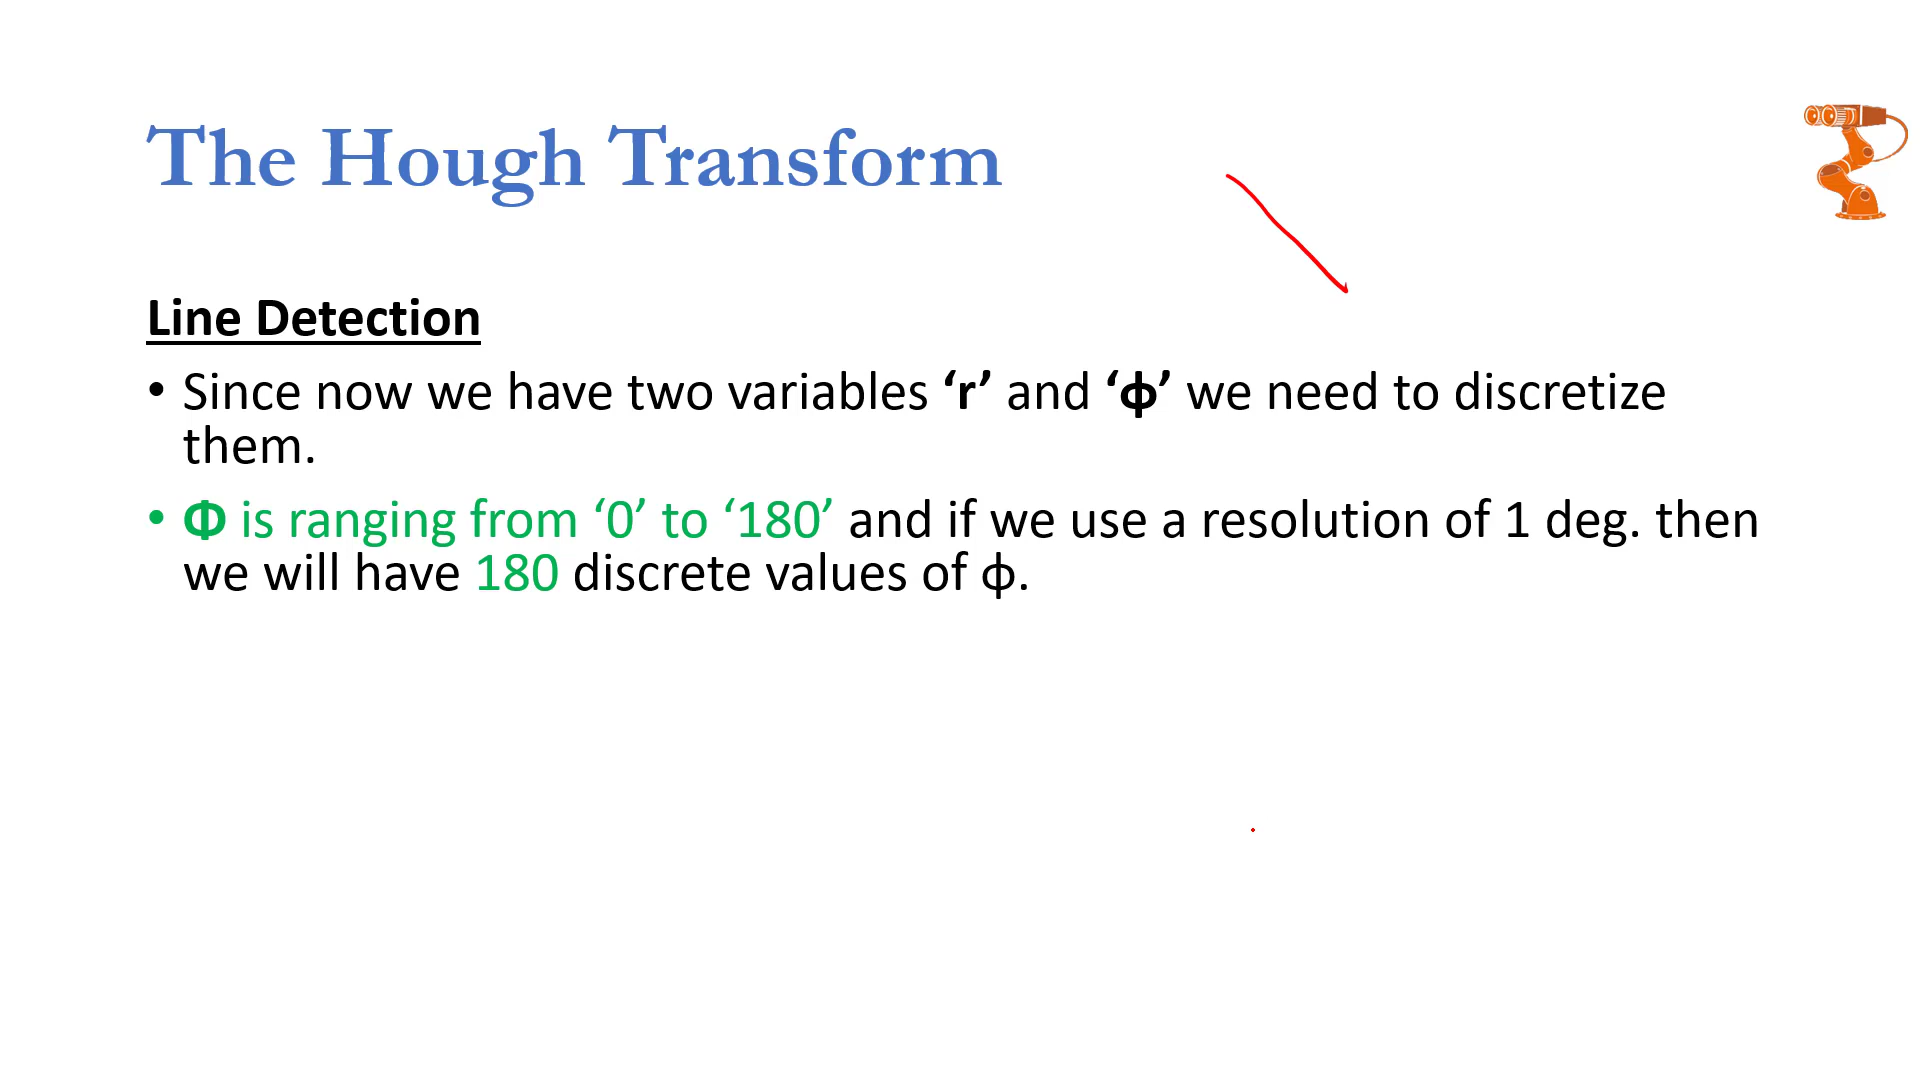 The Hough Transform
Line Detection
• Since now we have two variables ‘r’ and ‘ф’ we need to discretize
them.
• Ф is ranging from ‘0’ to ‘180’ and if we use a resolution of 1 deg. then
we will have 180 discrete values of ф.